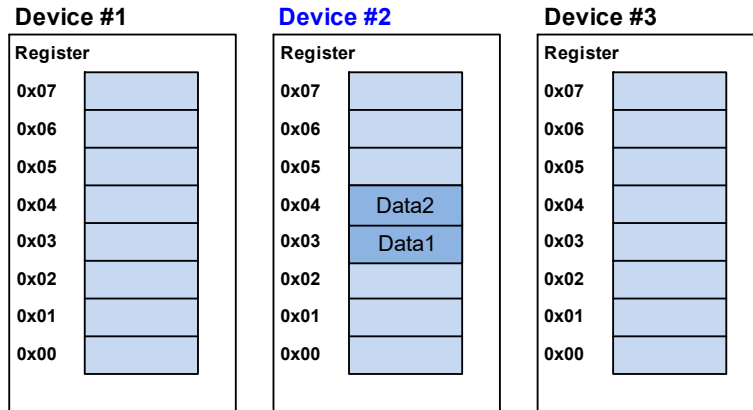 Device #1
Register
0x07
0x06
0x05
0x04
0x03
0x02
0x01
0x00
Device #2
Register
0x07
0x06
0x05
0x04 Data2
0x03 Data1
0x02
0x01
0x00
Device #3
Register
0x07
0x06
0x05
0x04
0x03
0x02
0x01
0x00